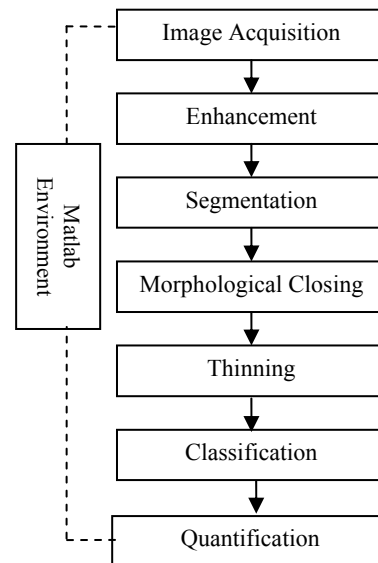 Image Acquisition
Enhancement
Segmentation
Morphological Closing
Thinning
Classification
Quantification
Matlab
Environment